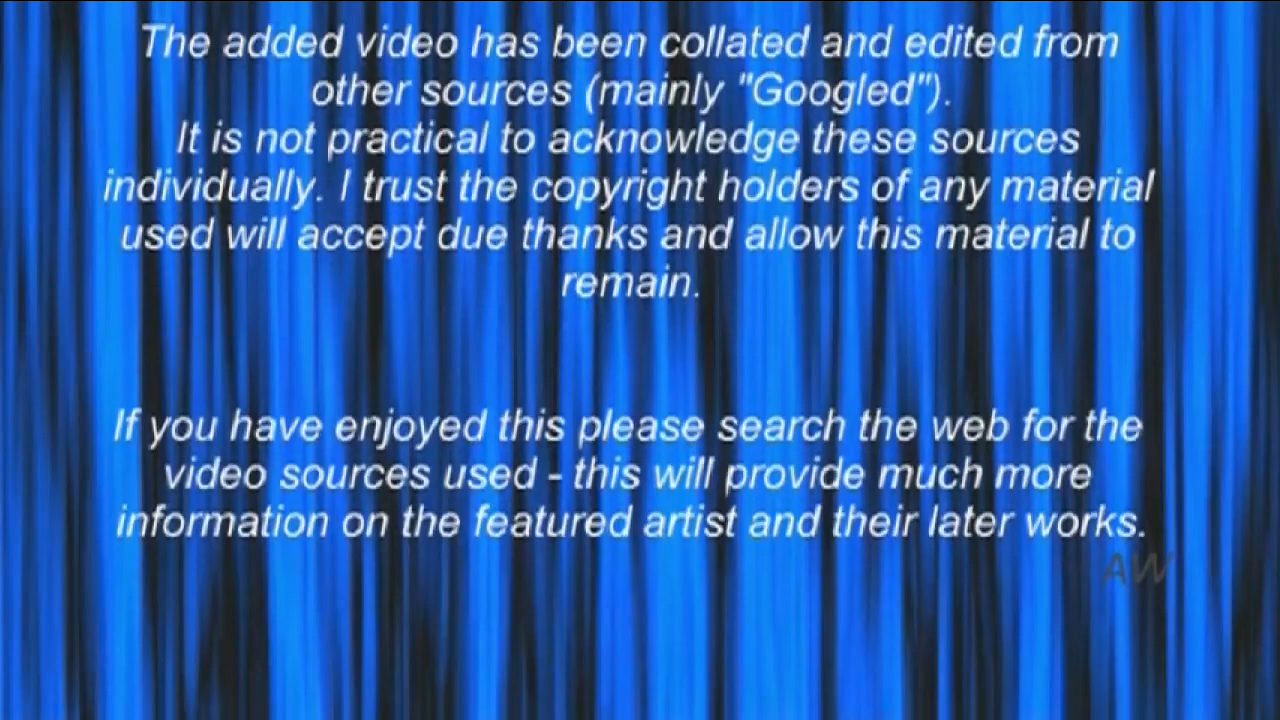 The added video has been collated and edited from
other sources (mainly "Googled").
It is not practical to acknowledge these sources
individually. I trust the copyright holders of any material
used will accept due thanks and allow this material to
remain.
If you have enjoyed this please search the web for the
video sources used - this will provide much more
information on the featured artist and their later works.
AW